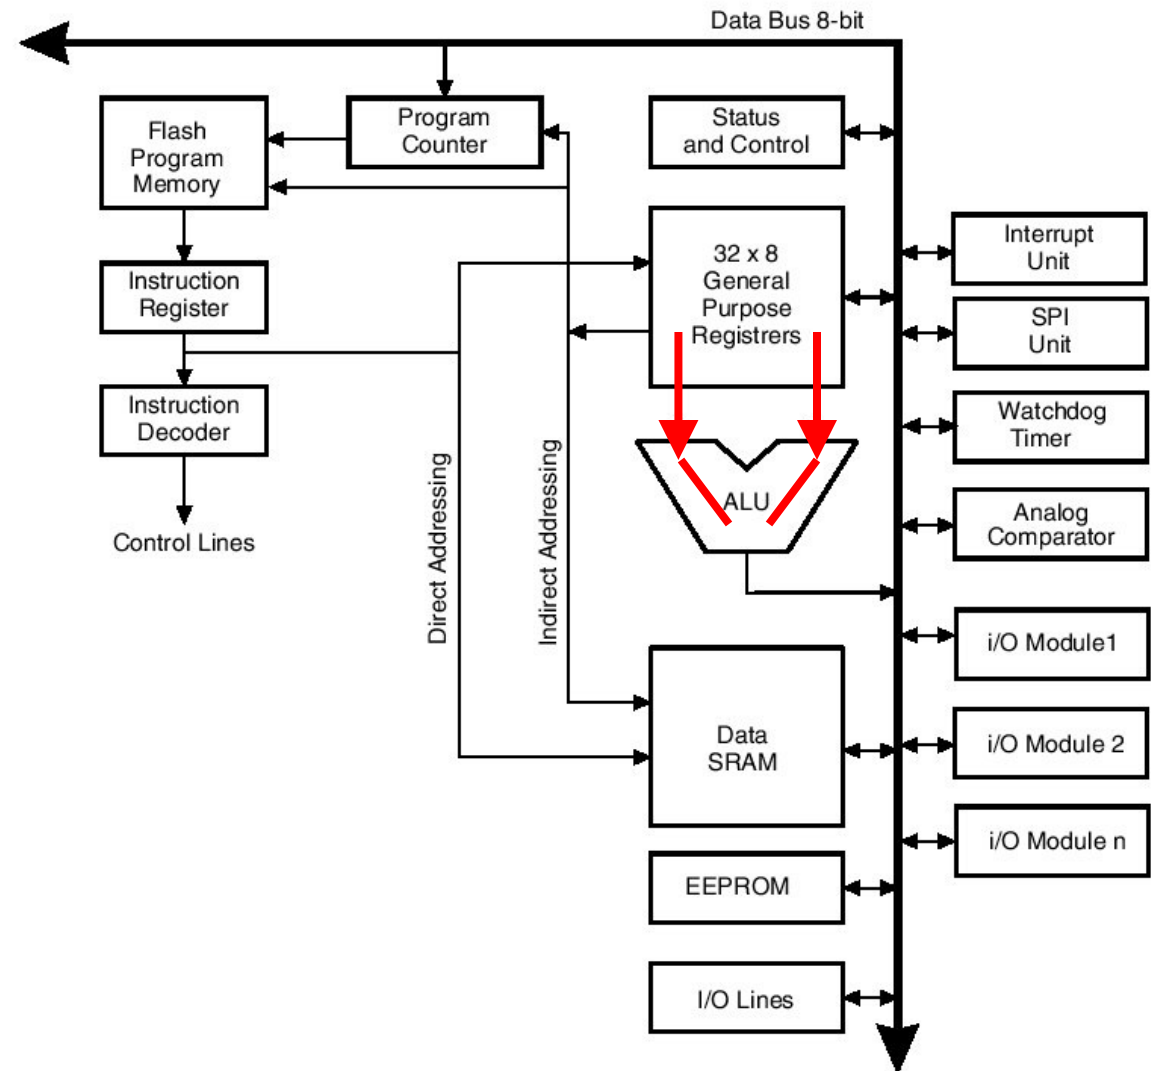 Data Bus 8-bit
Flash
Program
Memory
Program
Counter
Status
and Control
32 x 8
General
Purpose
Registrers
Interrupt
Unit
Instruction
Register
SPI
Unit
Instruction
Decoder
Watchdog
Timer
ALU
Analog
Comparator
Control Lines
Direct Addressing
Indirect Addressing
i/O Module1
Data
SRAM
i/O Module 2
i/O Module n
EEPROM
I/O Lines